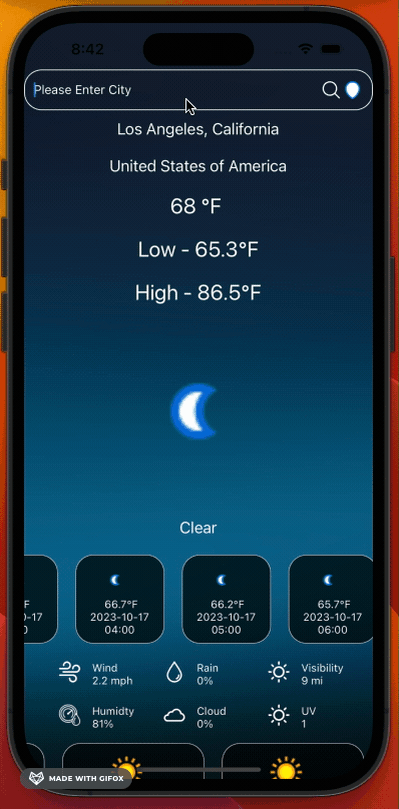 8:42
Please Enter City
Los Angeles, California
United States of America
68 °F
Low - 65.3°F
High - 86.5°F
Clear
F
0-17
0
66.7°F
2023-10-17
04:00
66.2°F
2023-10-17
05:00
65.7°F
2023-10-17
06:00
Wind
2.2 mph
Rain
0%
Visibility
9 mi
Humidty
81%
Cloud
0%
UV
1
MADE WITH GIFOX